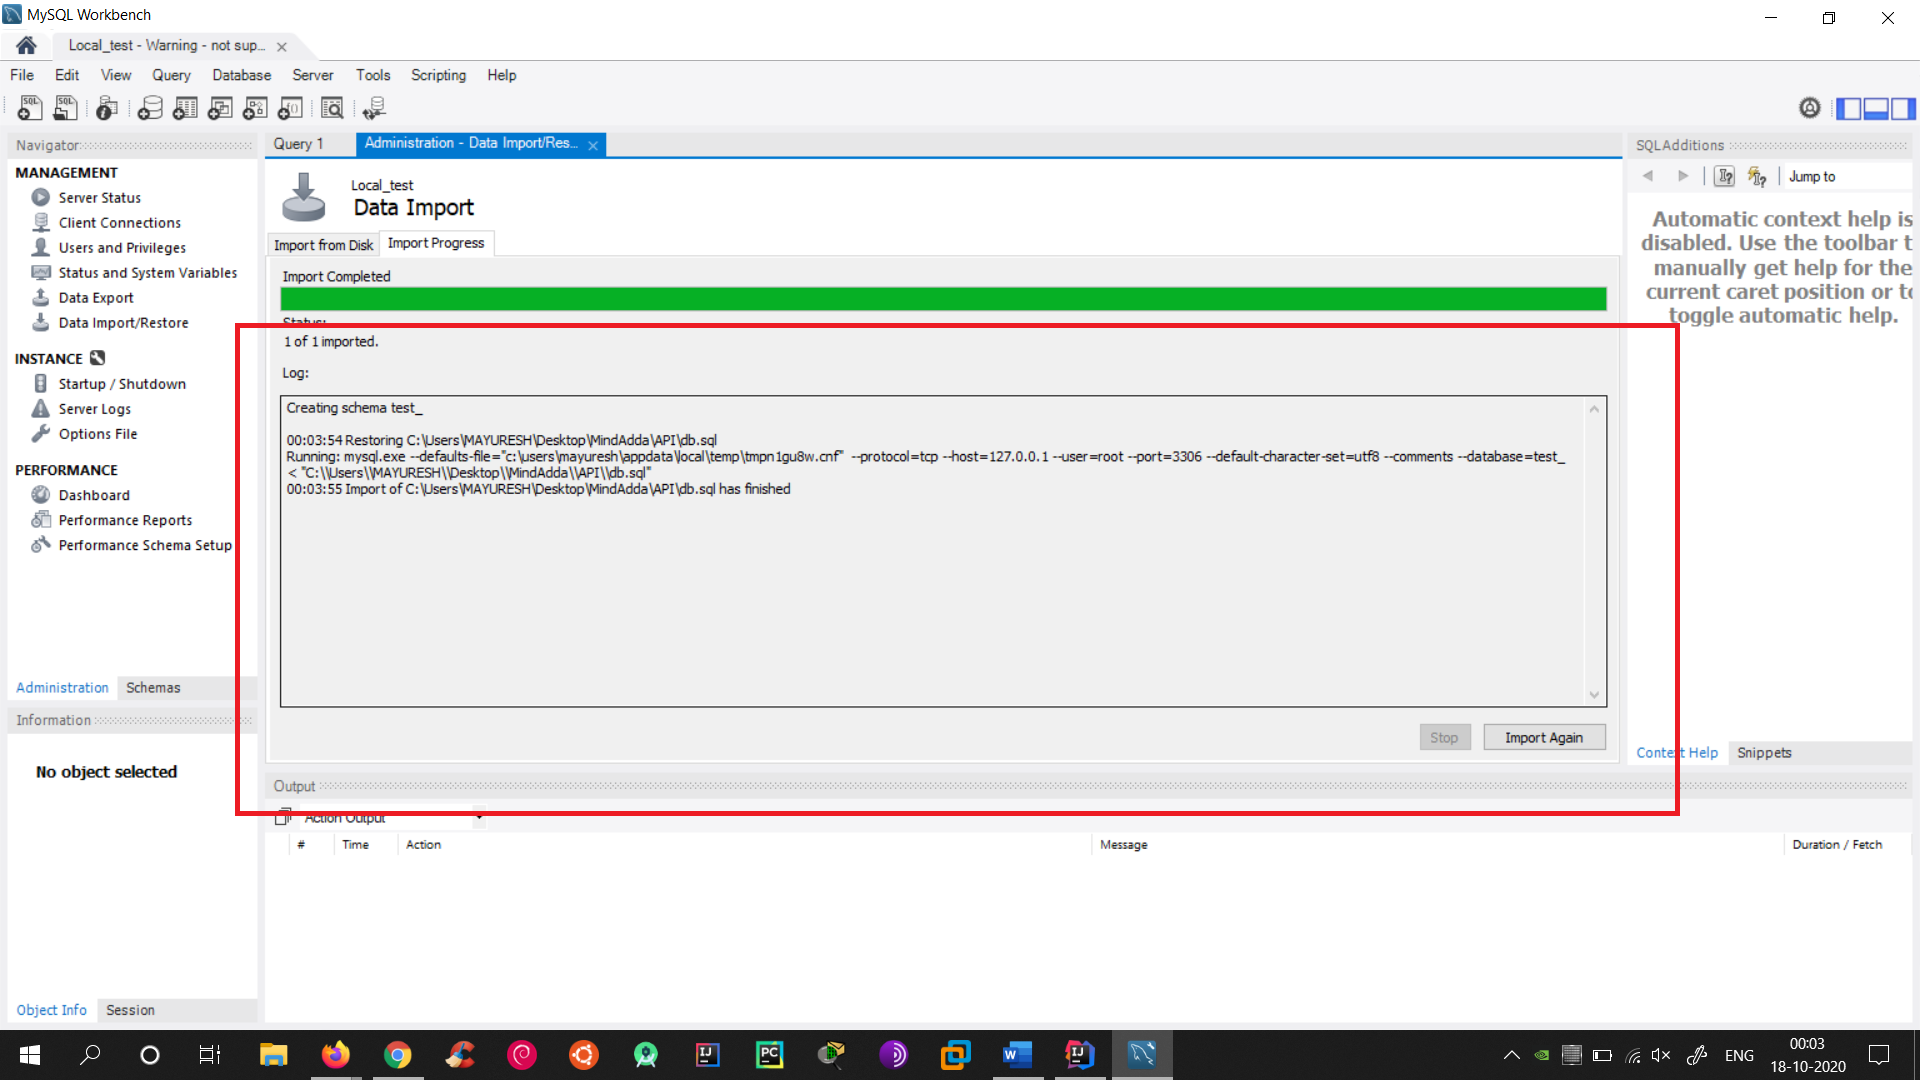 MySQL Workbench
Local_test - Warning - not sup...
File Edit View Query Database Server Tools Scripting Help
Navigator
MANAGEMENT
Server Status
Client Connections
Users and Privileges
Status and System Variables
Data Export
Data Import/Restore
INSTANCE
Startup / Shutdown
Server Logs
Options File
PERFORMANCE
Dashboard
Performance Reports
Performance Schema Setup
Administration Schemas
Information
No object selected
Object Info Session
Query 1 Administration - Data Import/Res...
Local_test
Data Import
Import from Disk Import Progress
Import Completed
Status:
1 of 1 imported.
Log:
Creating schema test_
00:03:54 Restoring C:\Users\MAYURESH\Desktop\MindAdda\API\db.sql
Running: mysql.exe --defaults-file="c:\users\mayuresh\appdata\local\temp\tmpn1gu8w.cnf"  --protocol=tcp --host=127.0.0.1 --user=root --port=3306 --default-character-set=utf8 --comments --database=test_
< "C:\\Users\\MAYURESH\\Desktop\\MindAdda\\API\\db.sql"
00:03:55 Import of C:\Users\MAYURESH\Desktop\MindAdda\API\db.sql has finished
Stop Import Again
Output
Action Output
# Time Action Message Duration / Fetch
SQLAdditions
Jump to
Automatic context help is
disabled. Use the toolbar t
manually get help for the
current caret position or to
toggle automatic help.
Context Help Snippets
ENG
00:03
18-10-2020